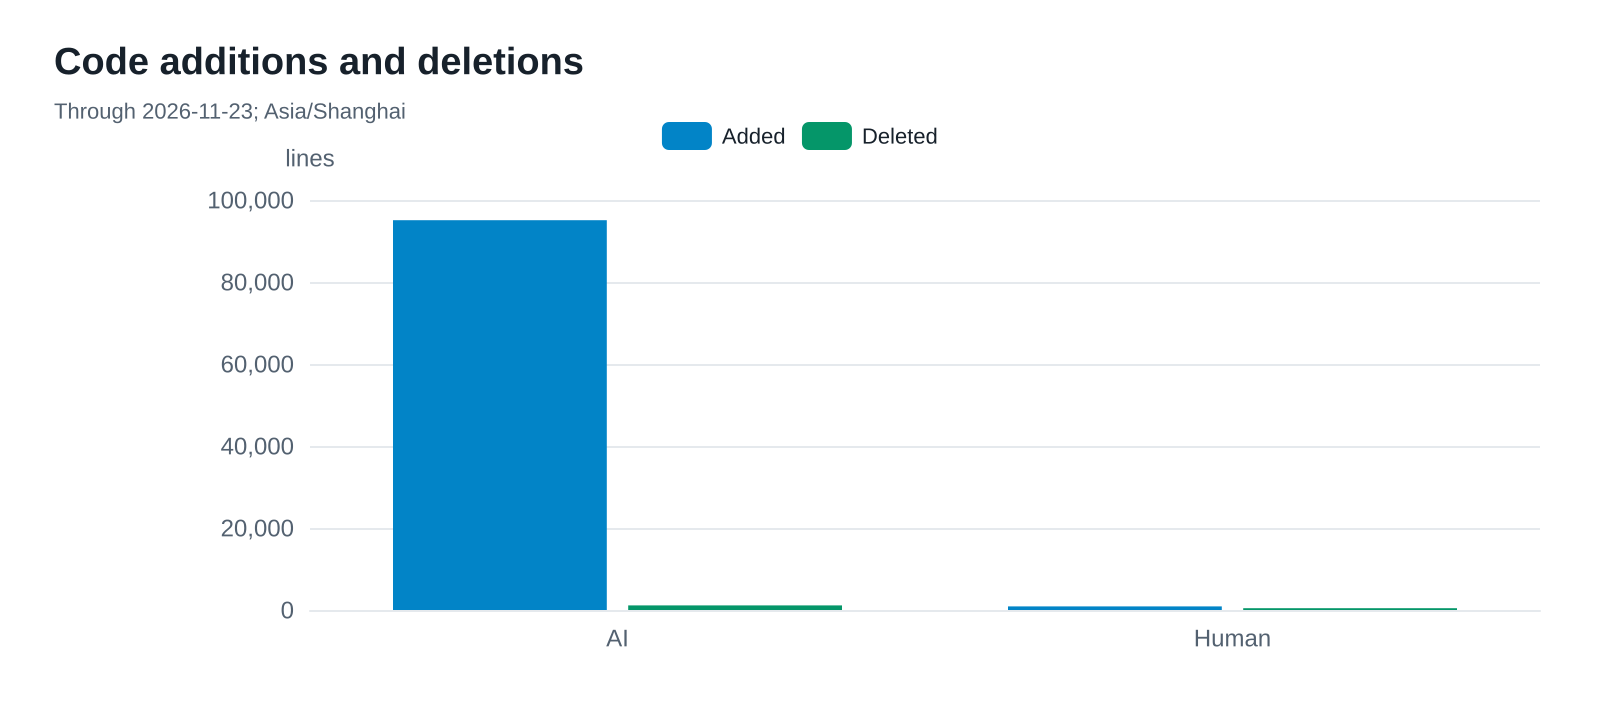 Code additions and deletions
Through 2026-11-23; Asia/Shanghai
Added Deleted
lines
100,000
80,000
60,000
40,000
20,000
0
AI Human